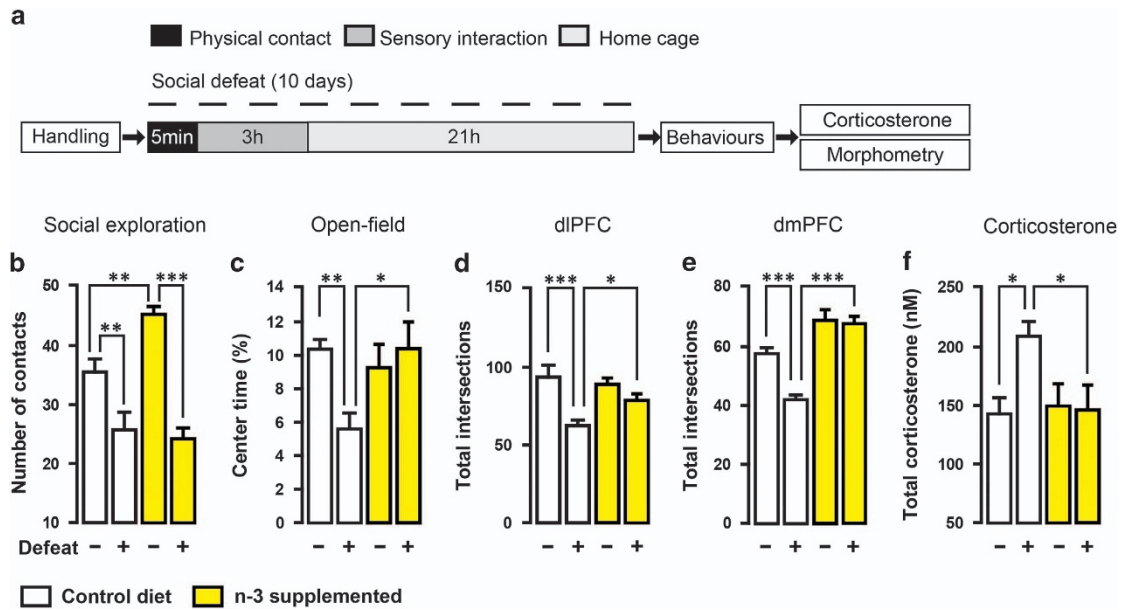 a
Physical contact Sensory interaction Home cage
Social defeat (10 days)
Handling 5min 3h 21h Behaviours Corticosterone
Morphometry
Social exploration Open-field dlPFC dmPFC Corticosterone
b
** ***
**
Number of contacts
50
40
30
20
10
− + − +
c
** *
Center time (%)
14
12
10
8
6
4
2
0
− + − +
d
*** *
Total intersections
150
100
50
0
− + − +
e
*** ***
Total intersections
80
60
40
20
0
− + − +
f
* *
Total corticosterone (nM)
250
200
150
100
50
− + − +
Defeat
Control diet n-3 supplemented